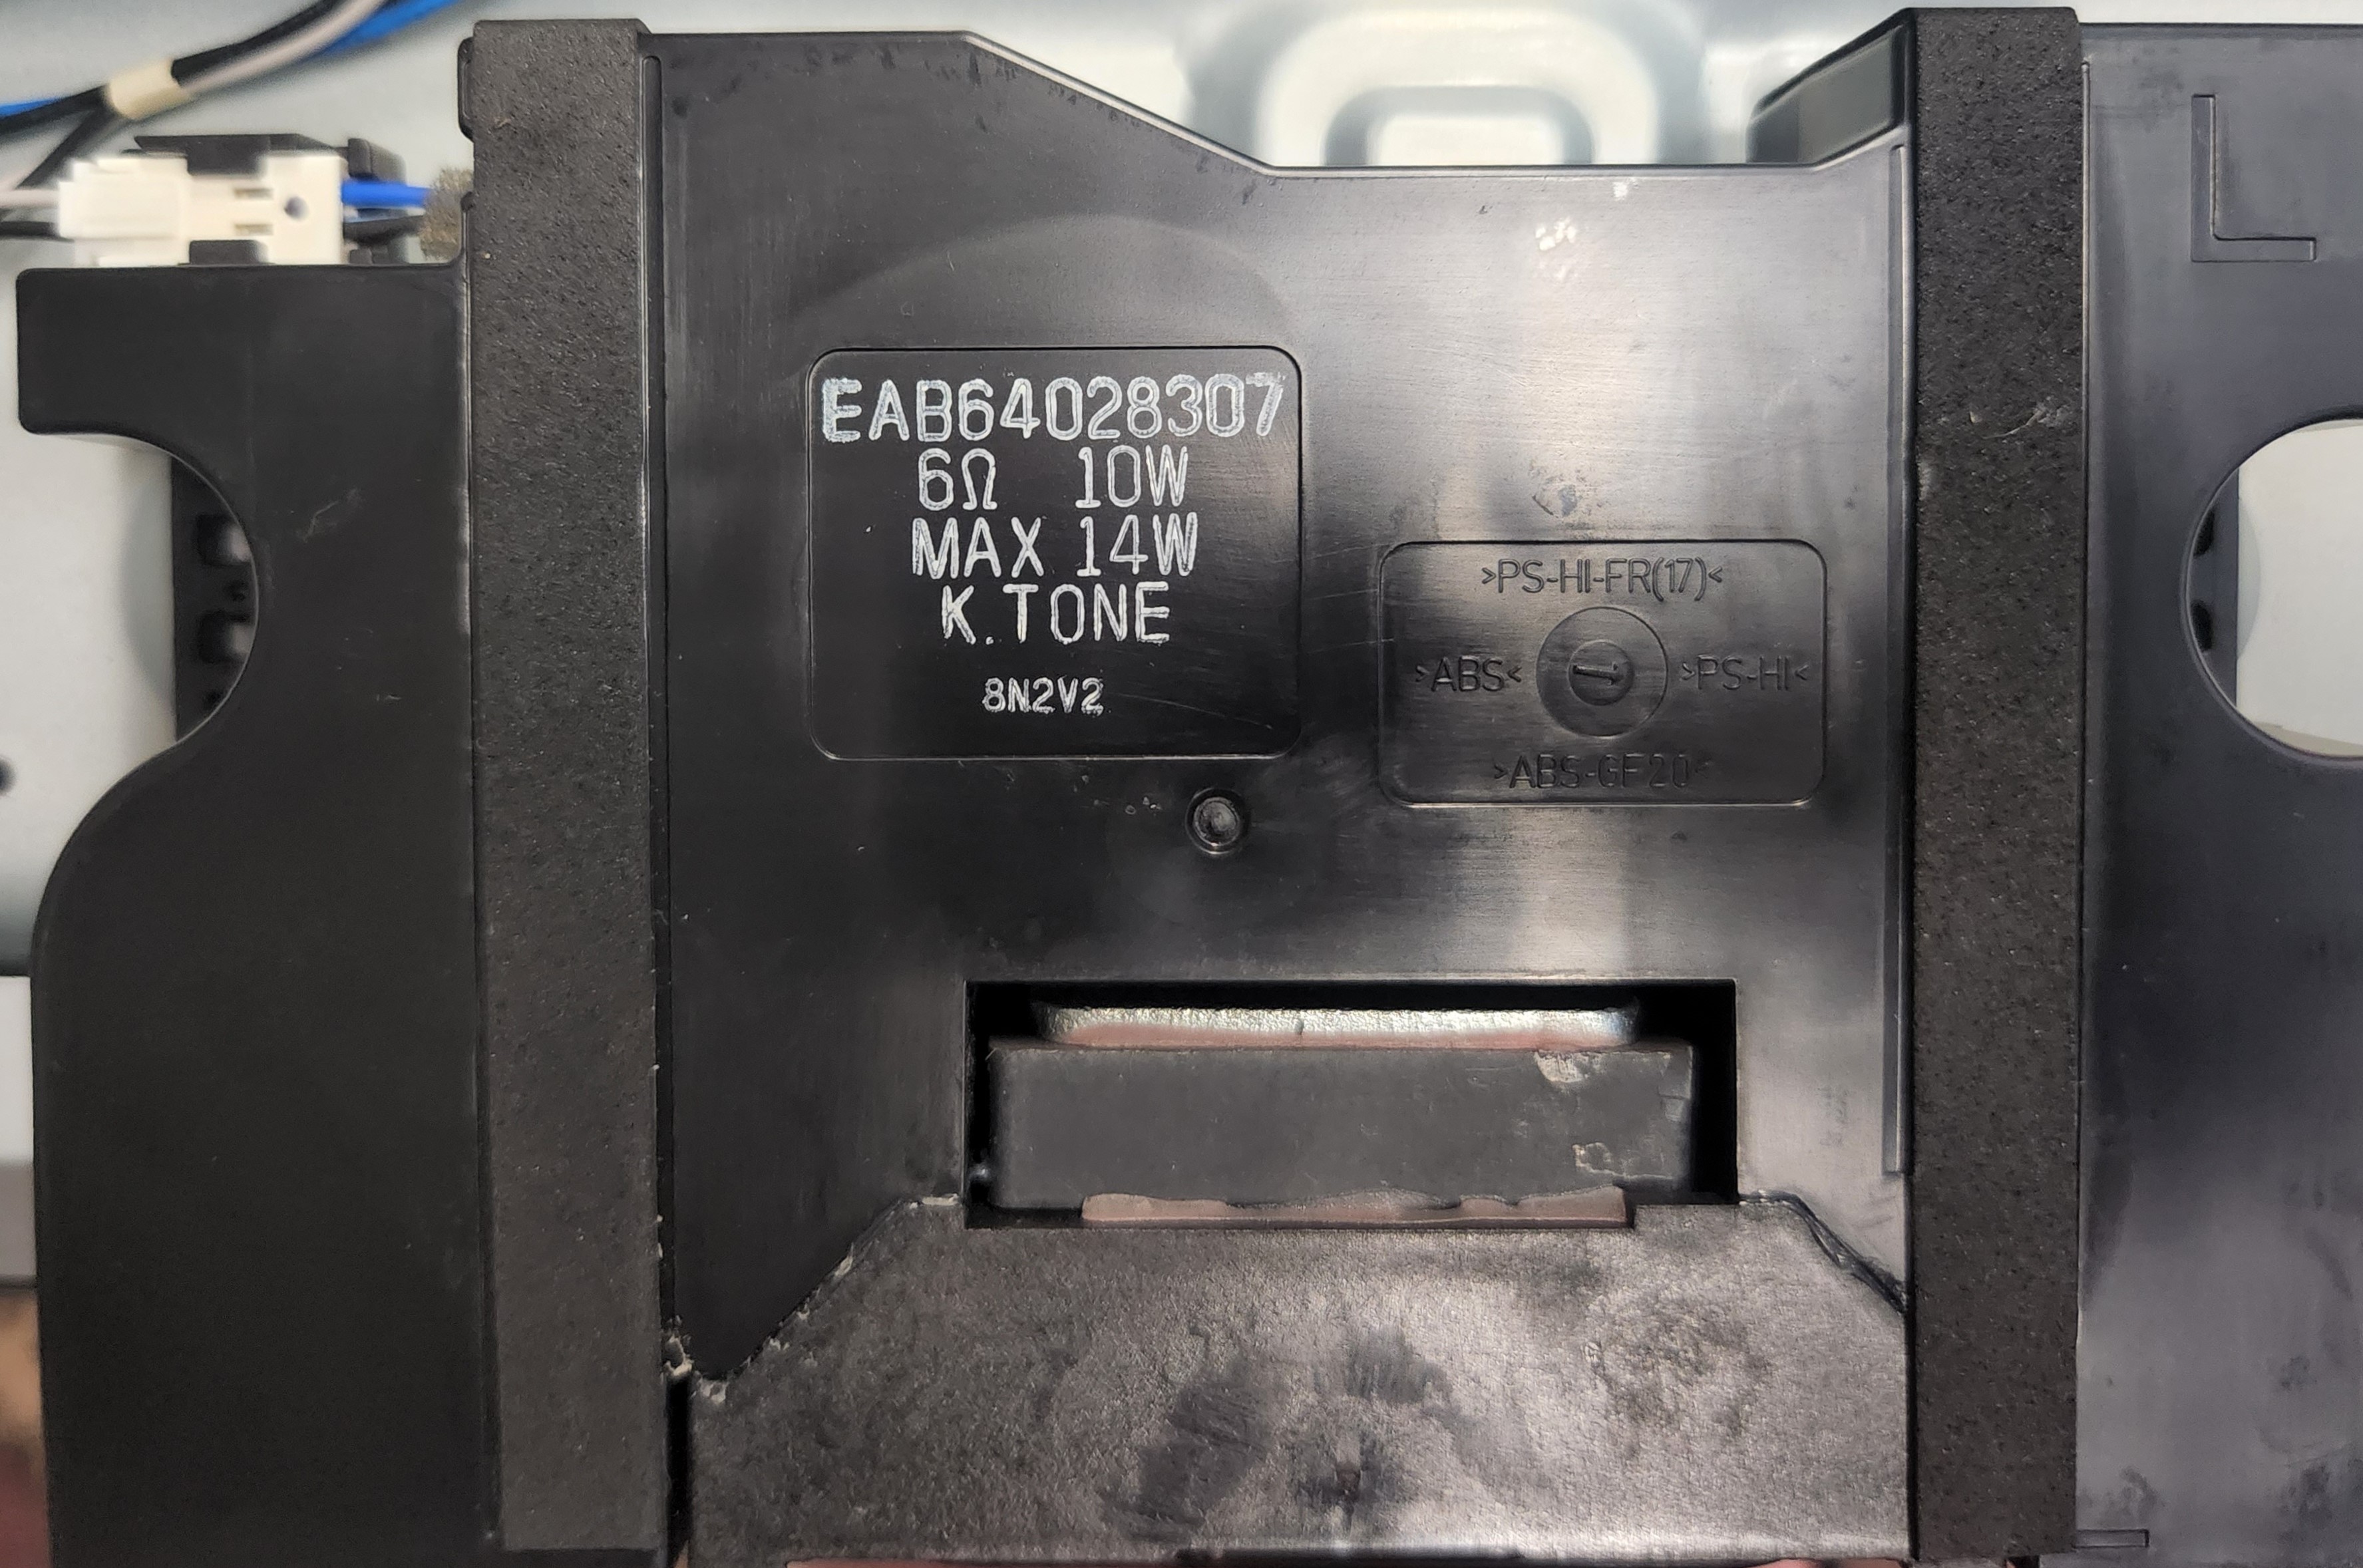 L
EAB64028307
6Ω 10W
MAX 14W
K.TONE
8N2V2
>PS-HI-FR(17)<
>ABS<
>PS-HI<
>ABS-GF20<